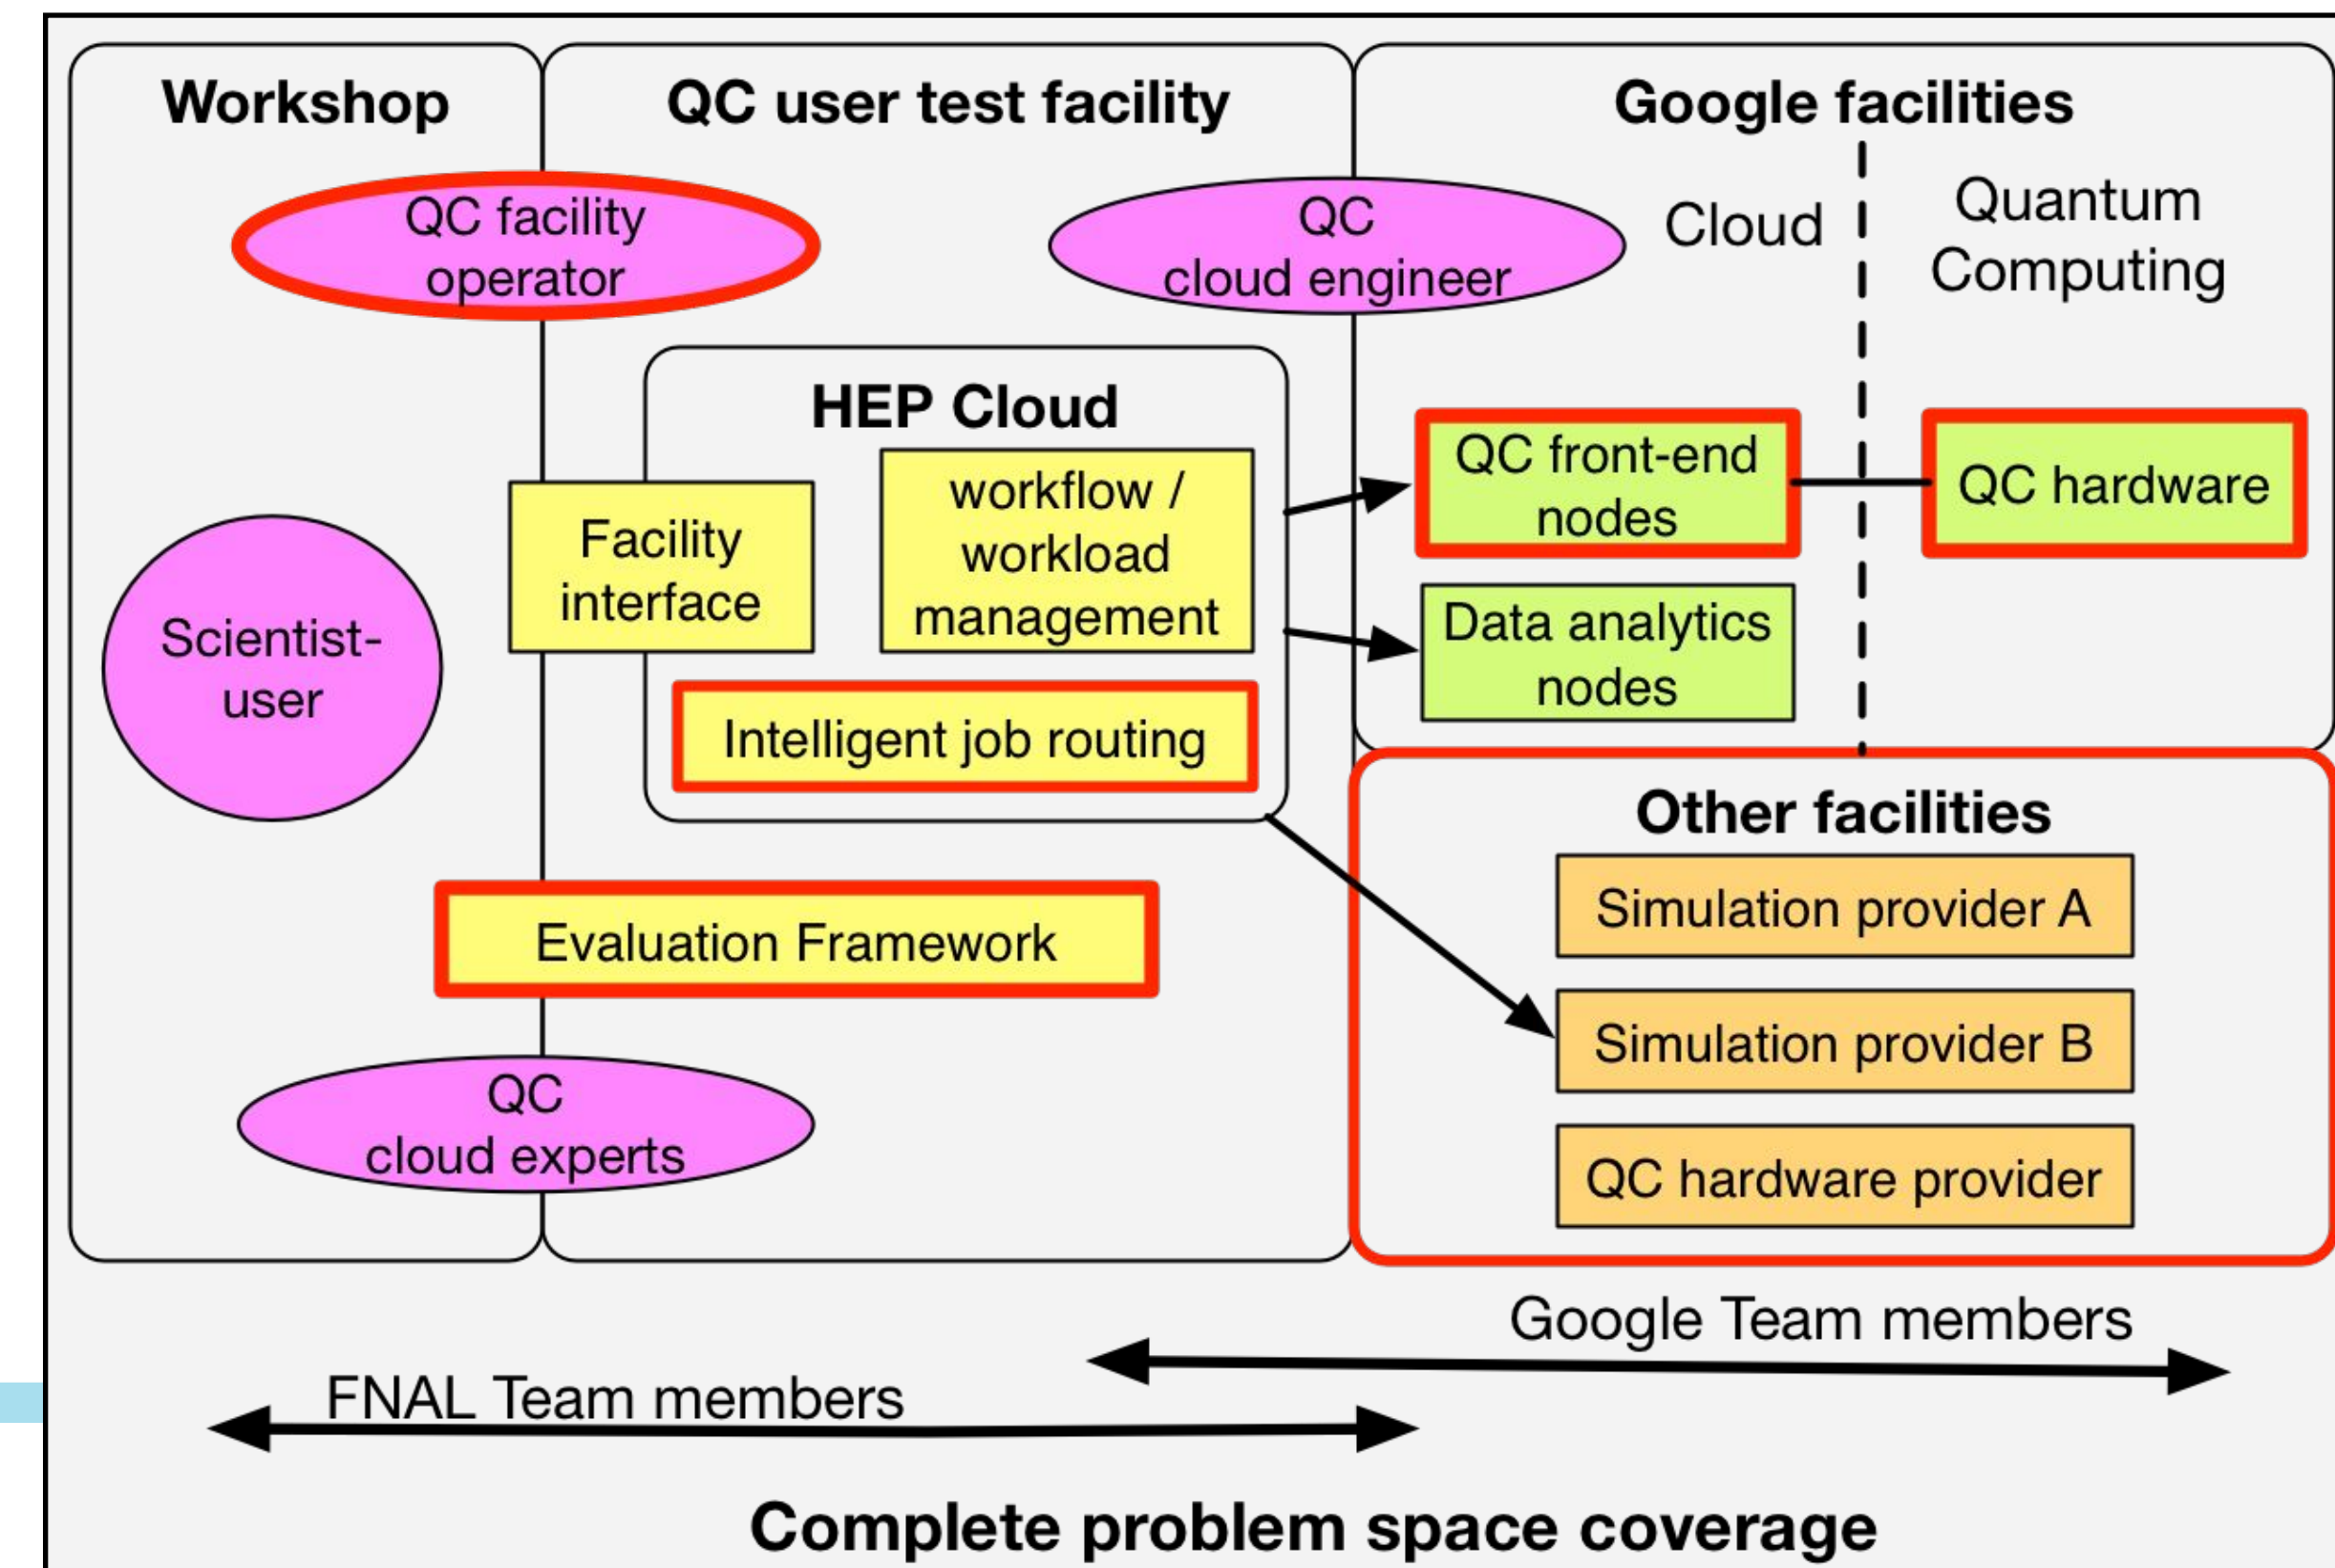 Workshop
QC user test facility
Google facilities
QC facility
operator
QC
cloud engineer
Cloud
Quantum
Computing
HEP Cloud
Facility
interface
workflow /
workload
management
Intelligent job routing
QC front-end
nodes
QC hardware
Data analytics
nodes
Scientist-
user
Other facilities
Simulation provider A
Simulation provider B
QC hardware provider
Evaluation Framework
QC
cloud experts
Google Team members
FNAL Team members
Complete problem space coverage